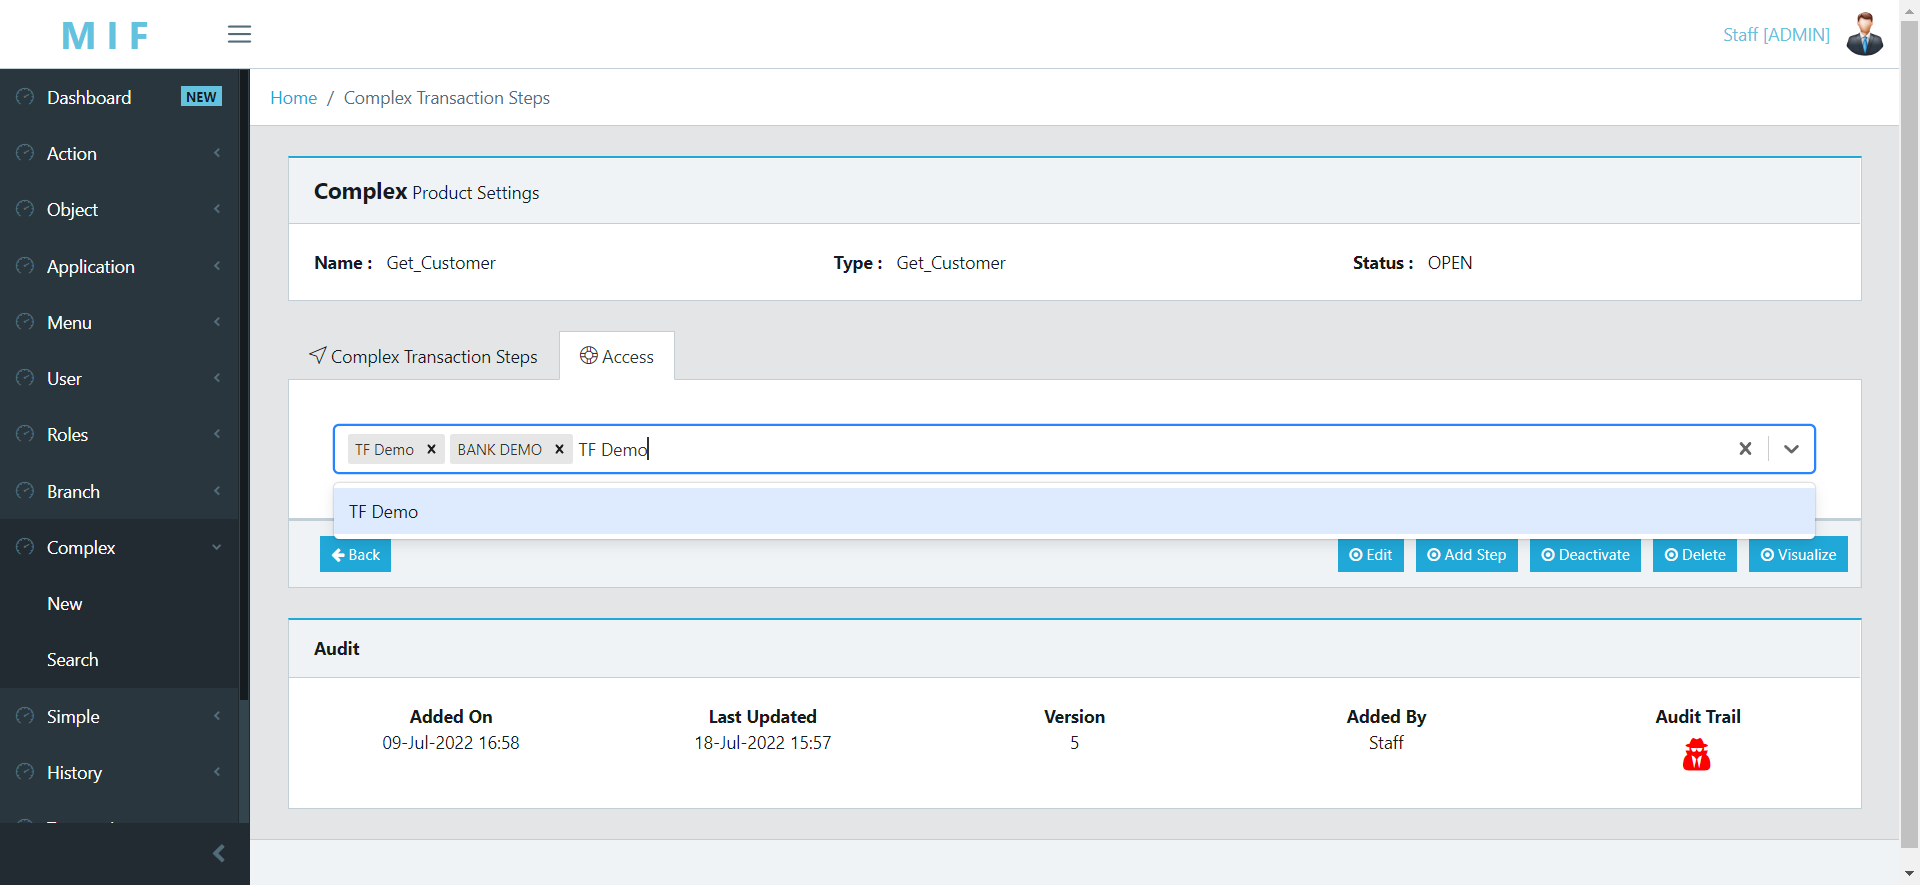 M I F
Staff [ADMIN]
Dashboard NEW
Action
Object
Application
Menu
User
Roles
Branch
Complex
New
Search
Simple
History
Home / Complex Transaction Steps
Complex Product Settings
Name : Get_Customer Type : Get_Customer Status : OPEN
Complex Transaction Steps Access
TF Demo BANK DEMO TF Demo
TF Demo
Back Edit Add Step Deactivate Delete Visualize
Audit
Added On Last Updated Version Added By Audit Trail
09-Jul-2022 16:58 18-Jul-2022 15:57 5 Staff